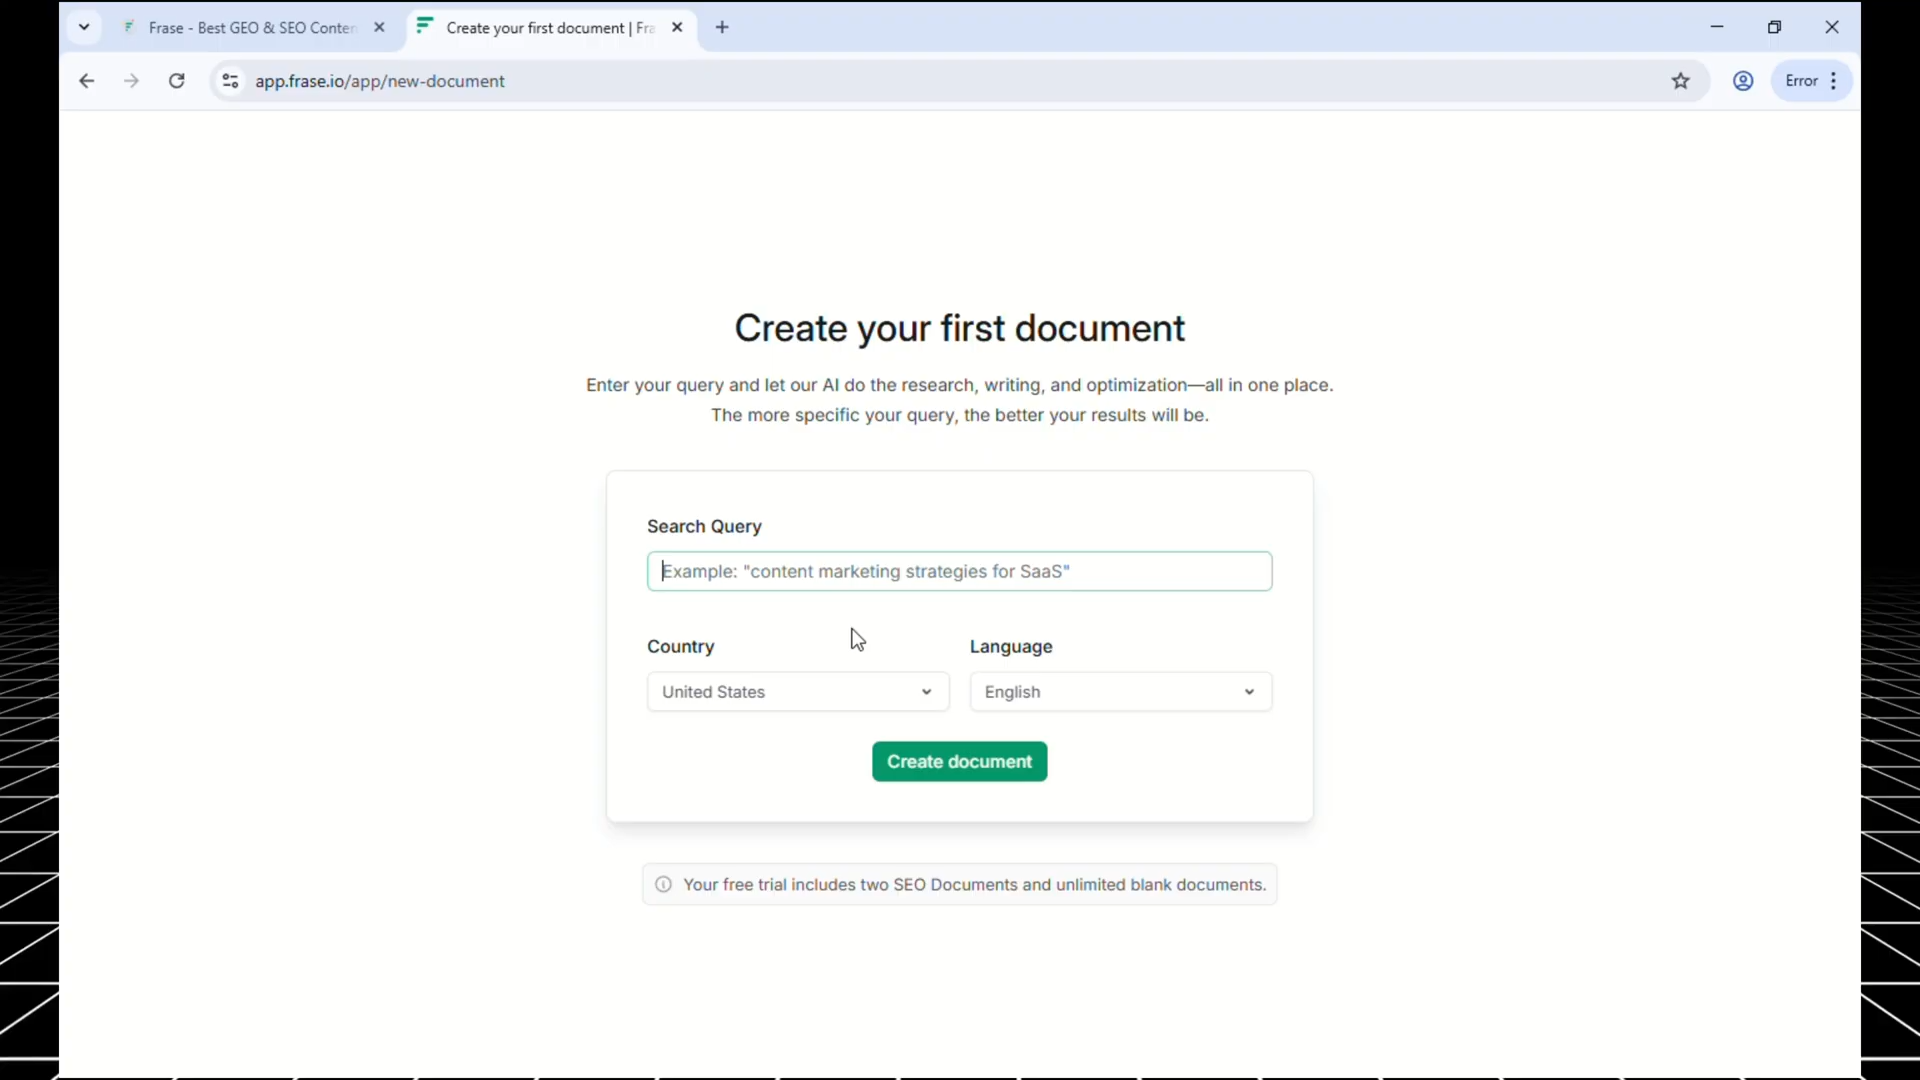 Frase - Best GEO & SEO Conten
Create your first document | Fra
app.frase.io/app/new-document
Error
Create your first document
Enter your query and let our AI do the research, writing, and optimization—all in one place.
The more specific your query, the better your results will be.
Search Query
Example: "content marketing strategies for SaaS"
Country
Language
United States
English
Create document
Your free trial includes two SEO Documents and unlimited blank documents.